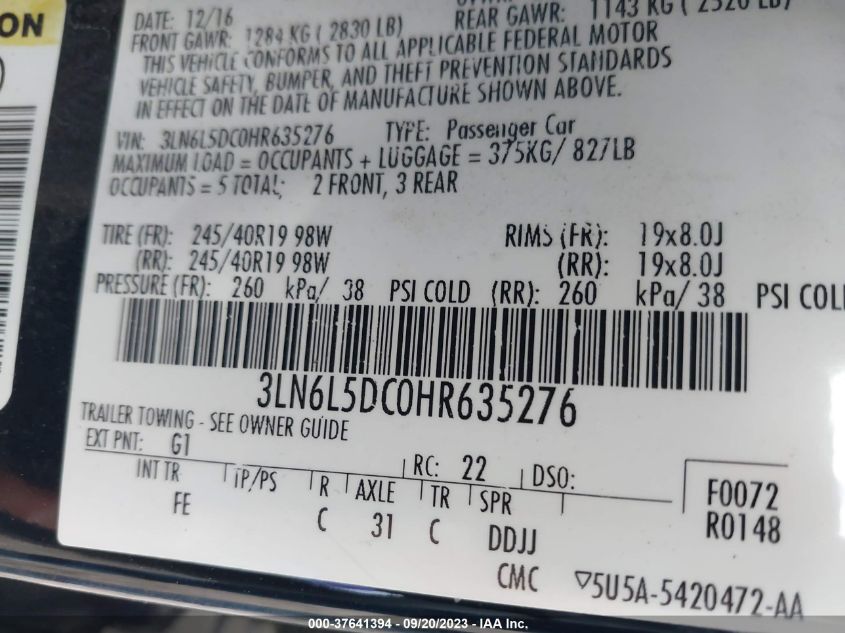 ON
DATE: 12/16
FRONT GAWR: 1284 KG ( 2830 LB)
REAR GAWR: 1143 KG ( 2520 LB)
THIS VEHICLE CONFORMS TO ALL APPLICABLE FEDERAL MOTOR
VEHICLE SAFETY, BUMPER, AND THEFT PREVENTION STANDARDS
IN EFFECT ON THE DATE OF MANUFACTURE SHOWN ABOVE.
VIN: 3LN6L5DC0HR635276 TYPE: Passenger Car
MAXIMUM LOAD = OCCUPANTS + LUGGAGE = 375KG/ 827LB
OCCUPANTS = 5 TOTAL; 2 FRONT, 3 REAR
TIRE (FR): 245/40R19 98W RIMS (FR): 19x8.0J
(RR): 245/40R19 98W (RR): 19x8.0J
PRESSURE (FR): 260 kPa/ 38 PSI COLD (RR): 260 kPa/ 38 PSI COL
3LN6L5DC0HR635276
TRAILER TOWING - SEE OWNER GUIDE
EXT PNT: G1 RC: 22 DSO:
INT TR TP/PS R AXLE TR SPR
FE C 31 C DDJJ
F0072
R0148
CMC ▽5U5A-5420472-AA
000-37641394 - 09/20/2023 - IAA Inc.